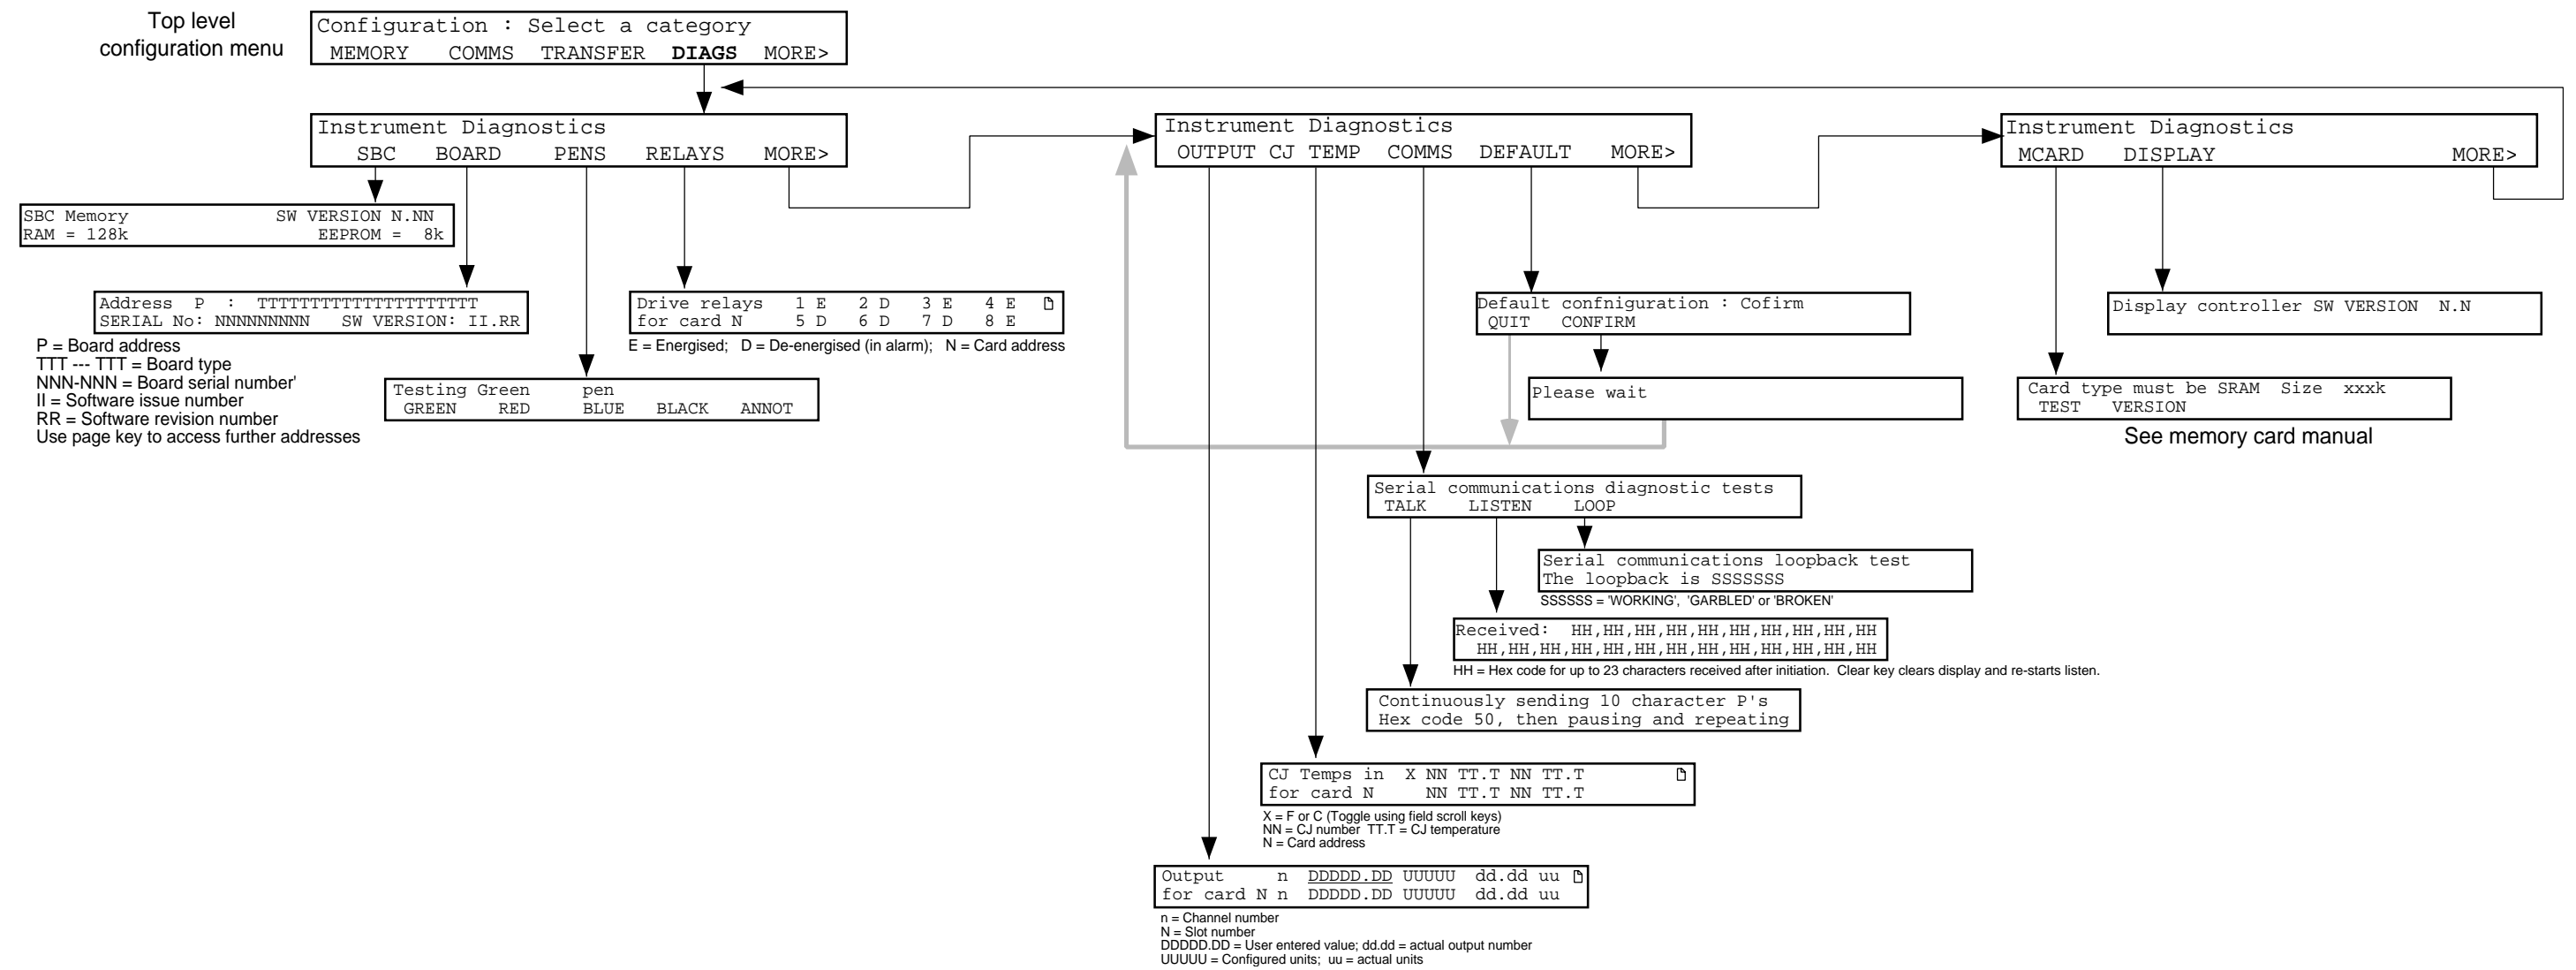 Top level
configuration menu
Configuration : Select a category
MEMORY COMMS TRANSFER DIAGS MORE>
Instrument Diagnostics
SBC BOARD PENS RELAYS MORE>
Instrument Diagnostics
OUTPUT CJ TEMP COMMS DEFAULT MORE>
Instrument Diagnostics
MCARD DISPLAY MORE>
SBC Memory SW VERSION N.NN
RAM = 128k EEPROM = 8k
Address P : TTTTTTTTTTTTTTTTTTTTT
SERIAL No: NNNNNNNNN SW VERSION: II.RR
P = Board address
TTT --- TTT = Board type
NNN-NNN = Board serial number'
II = Software issue number
RR = Software revision number
Use page key to access further addresses
Drive relays 1 E 2 D 3 E 4 E
for card N 5 D 6 D 7 D 8 E
E = Energised; D = De-energised (in alarm); N = Card address
Testing Green pen
GREEN RED BLUE BLACK ANNOT
Default confniguration : Cofirm
QUIT CONFIRM
Please wait
Display controller SW VERSION N.N
Card type must be SRAM Size xxxk
TEST VERSION
See memory card manual
Serial communications diagnostic tests
TALK LISTEN LOOP
Serial communications loopback test
The loopback is SSSSSSS
SSSSSS = 'WORKING', 'GARBLED' or 'BROKEN'
Received: HH,HH,HH,HH,HH,HH,HH,HH,HH,HH
HH,HH,HH,HH,HH,HH,HH,HH,HH,HH,HH,HH,HH
HH = Hex code for up to 23 characters received after initiation. Clear key clears display and re-starts listen.
Continuously sending 10 character P's
Hex code 50, then pausing and repeating
CJ Temps in X NN TT.T NN TT.T
for card N NN TT.T NN TT.T
X = F or C (Toggle using field scroll keys)
NN = CJ number TT.T = CJ temperature
N = Card address
Output n DDDDD.DD UUUUU dd.dd uu
for card N n DDDDD.DD UUUUU dd.dd uu
n = Channel number
N = Slot number
DDDDD.DD = User entered value; dd.dd = actual output number
UUUUU = Configured units; uu = actual units